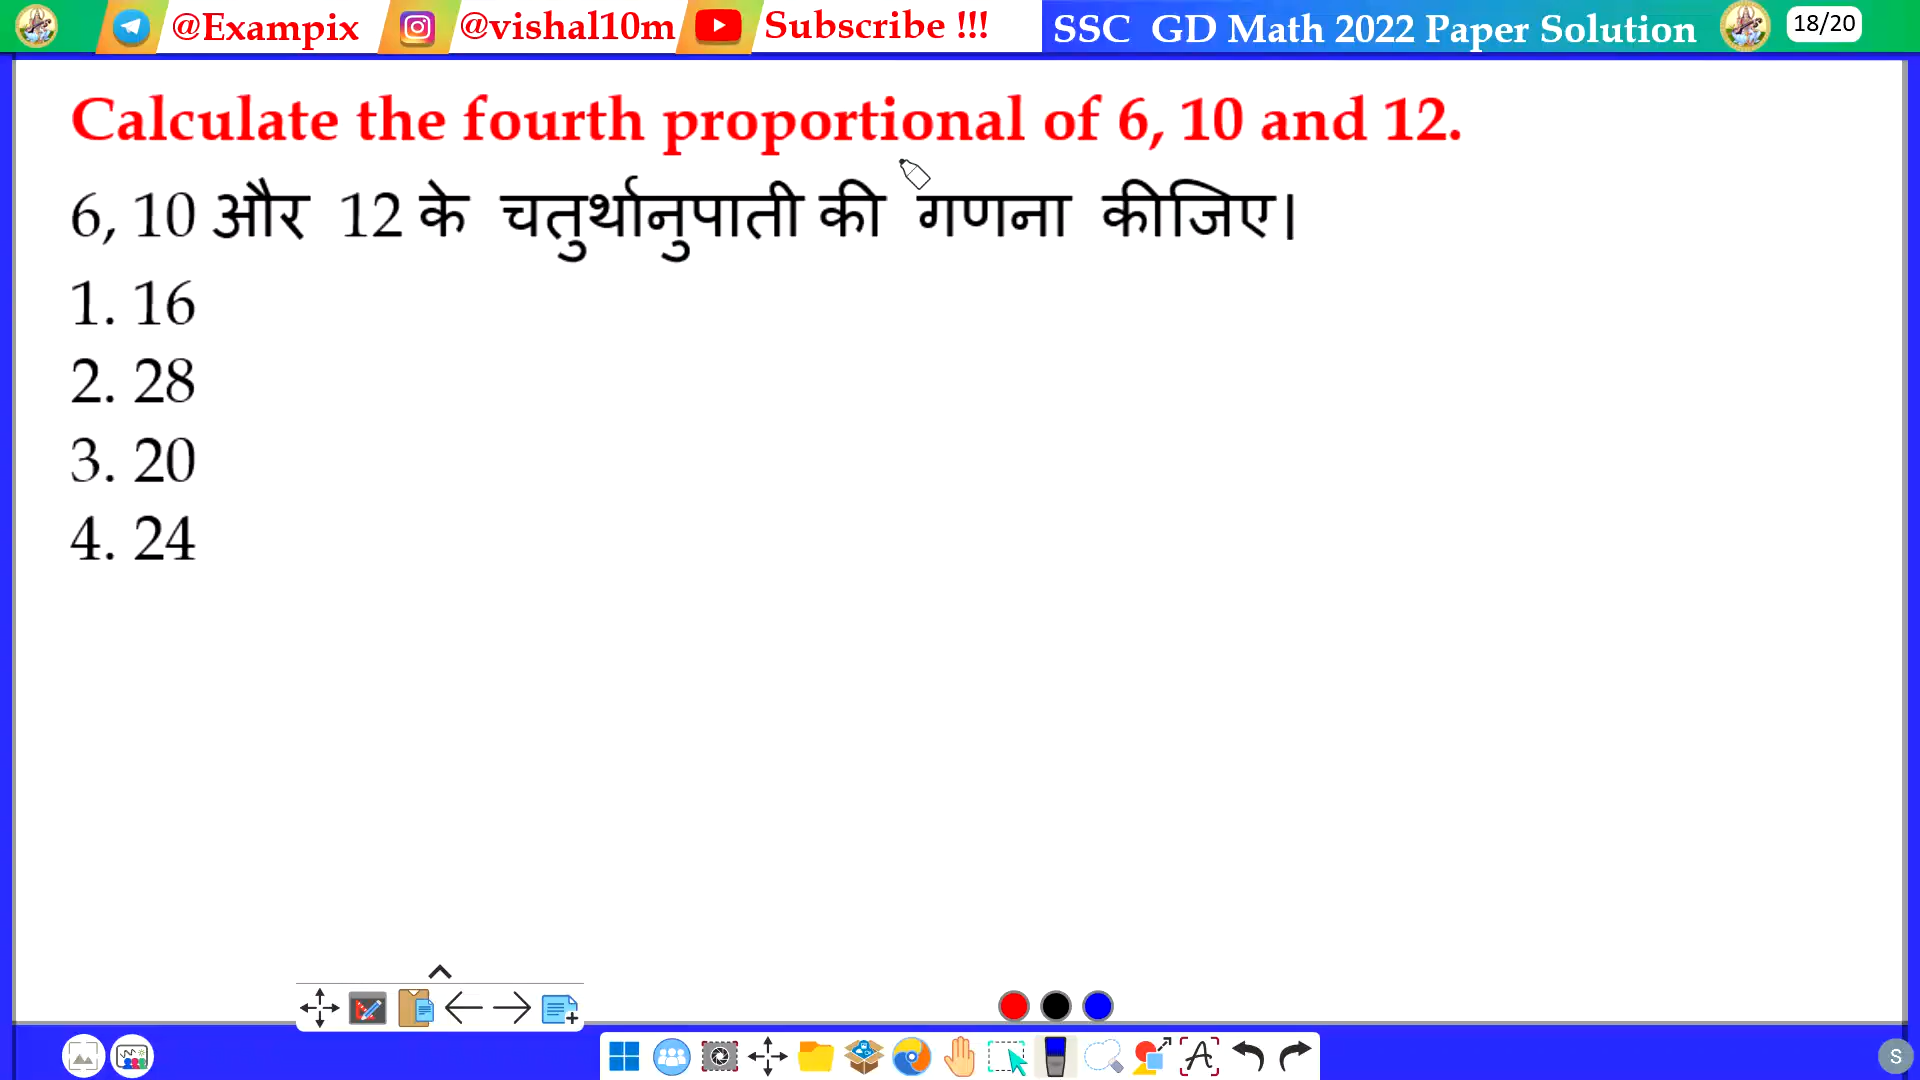 @Exampix @vishal10m Subscribe !!! SSC GD Math 2022 Paper Solution 18/20
Calculate the fourth proportional of 6, 10 and 12.
6, 10 और 12 के चतुर्थानुपाती की गणना कीजिए।
1. 16
2. 28
3. 20
4. 24
S